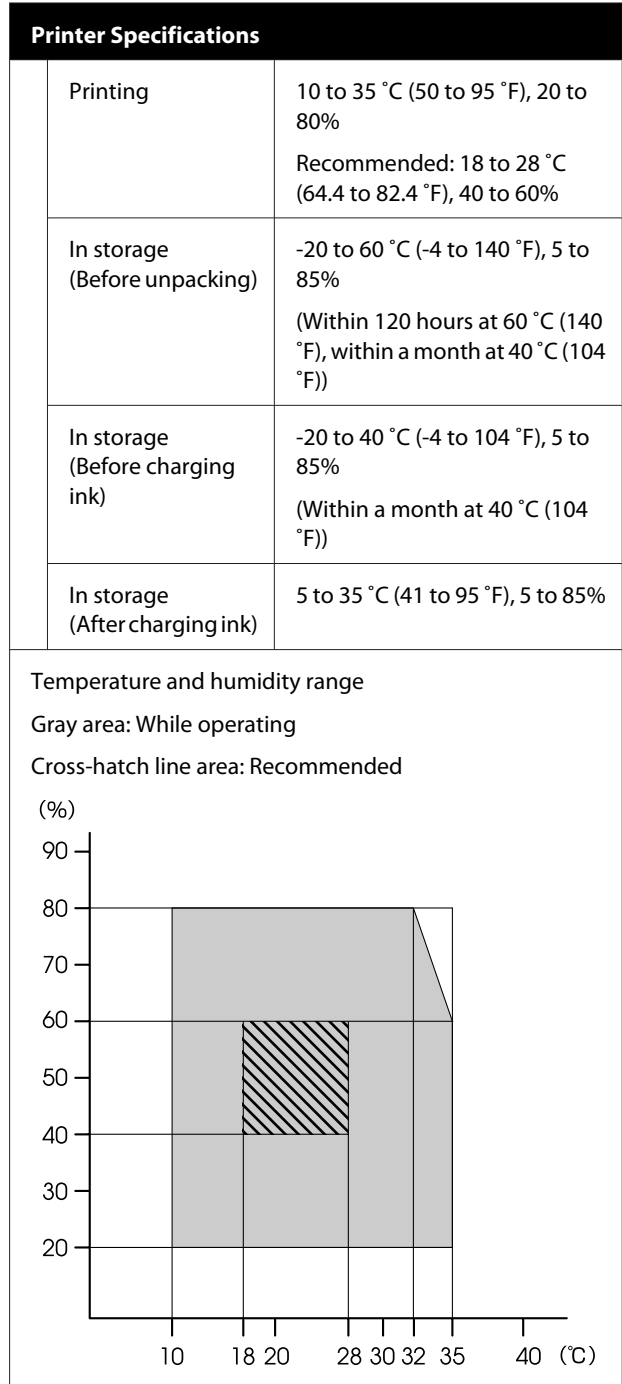 Printer Specifications
Printing
10 to 35 ˚C (50 to 95 ˚F), 20 to
80%
Recommended: 18 to 28 ˚C
(64.4 to 82.4 ˚F), 40 to 60%
In storage
(Before unpacking)
-20 to 60 ˚C (-4 to 140 ˚F), 5 to
85%
(Within 120 hours at 60 ˚C (140
˚F), within a month at 40 ˚C (104
˚F))
In storage
(Before charging
ink)
-20 to 40 ˚C (-4 to 104 ˚F), 5 to
85%
(Within a month at 40 ˚C (104
˚F))
In storage
(After charging ink)
5 to 35 ˚C (41 to 95 ˚F), 5 to 85%
Temperature and humidity range
Gray area: While operating
Cross-hatch line area: Recommended
(%)
90
80
70
60
50
40
30
20
10 18 20 28 30 32 35 40 (℃)